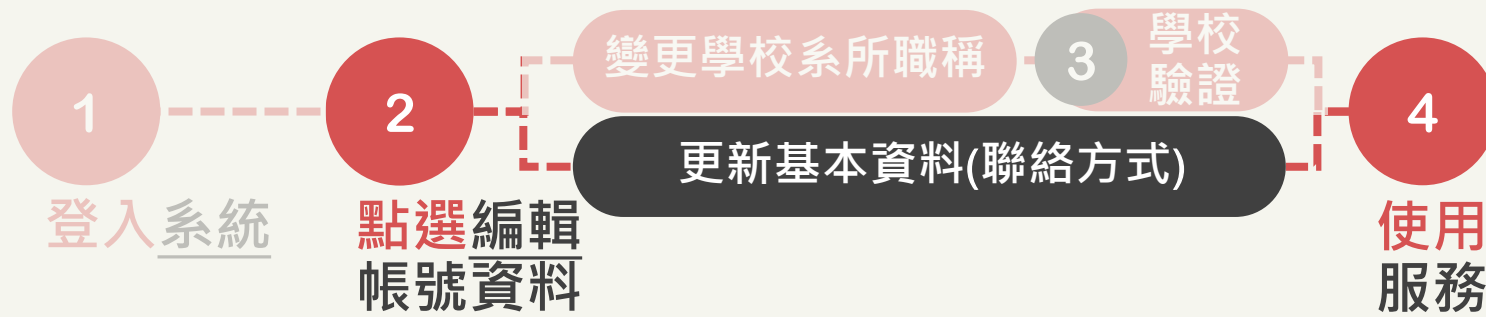 1
登入系統
2
點選編輯
帳號資料
變更學校系所職稱
3
學校
驗證
更新基本資料(聯絡方式)
4
使用
服務